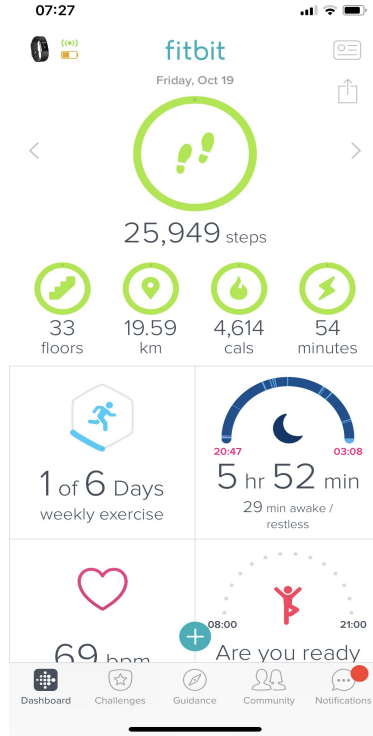 07:27
fitbit
Friday, Oct 19
25,949 steps
33 19.59 4,614 54
floors km cals minutes
1 of 6 Days
weekly exercise
20:47 03:08
5 hr 52 min
29 min awake /
restless
69 bpm
08:00 21:00
Are you ready
Dashboard Challenges Guidance Community Notifications